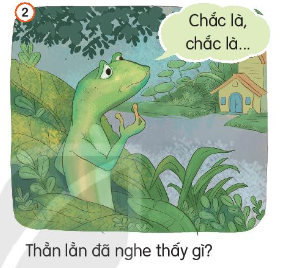 2
Chắc là,
chắc là...
Thằn lằn đã nghe thấy gì?